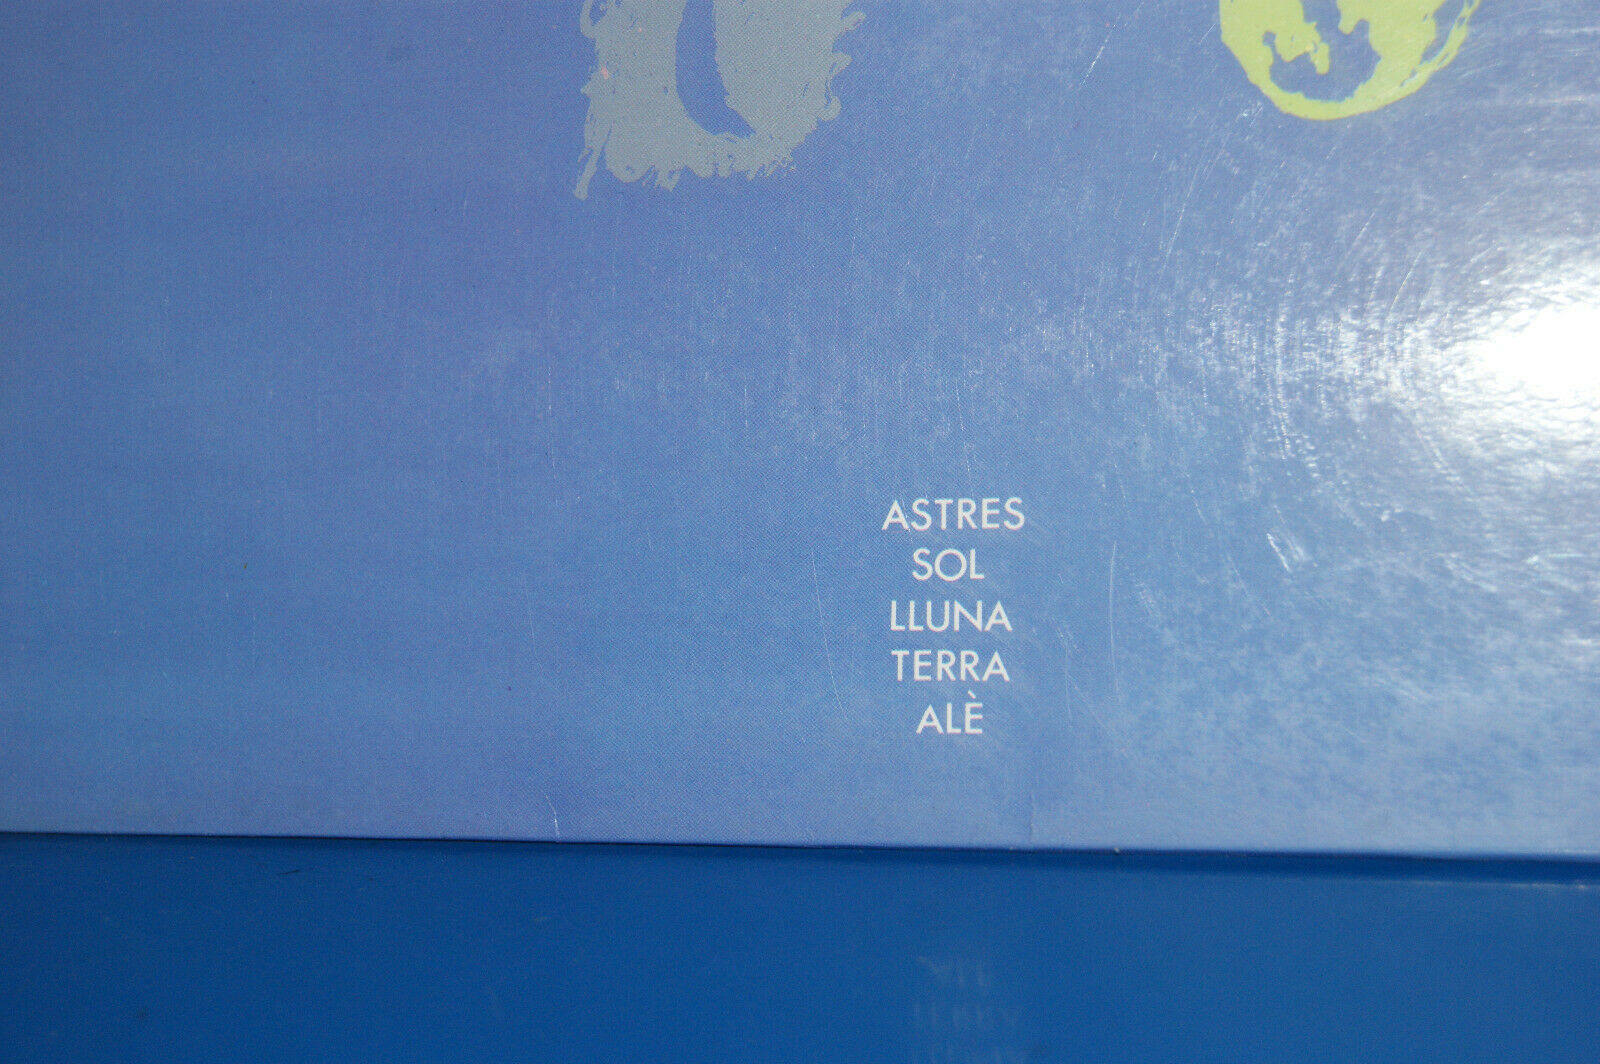 ASTRES
SOL
LLUNA
TERRA
ALÈ